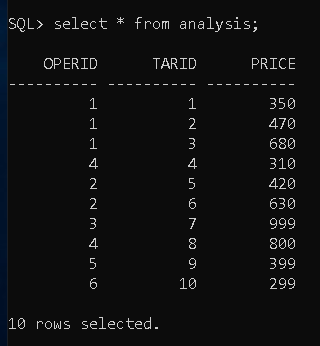 SQL> select * from analysis;
OPERID TARID PRICE
---------- ---------- ----------
1 1 350
1 2 470
1 3 680
4 4 310
2 5 420
2 6 630
3 7 999
4 8 800
5 9 399
6 10 299
10 rows selected.